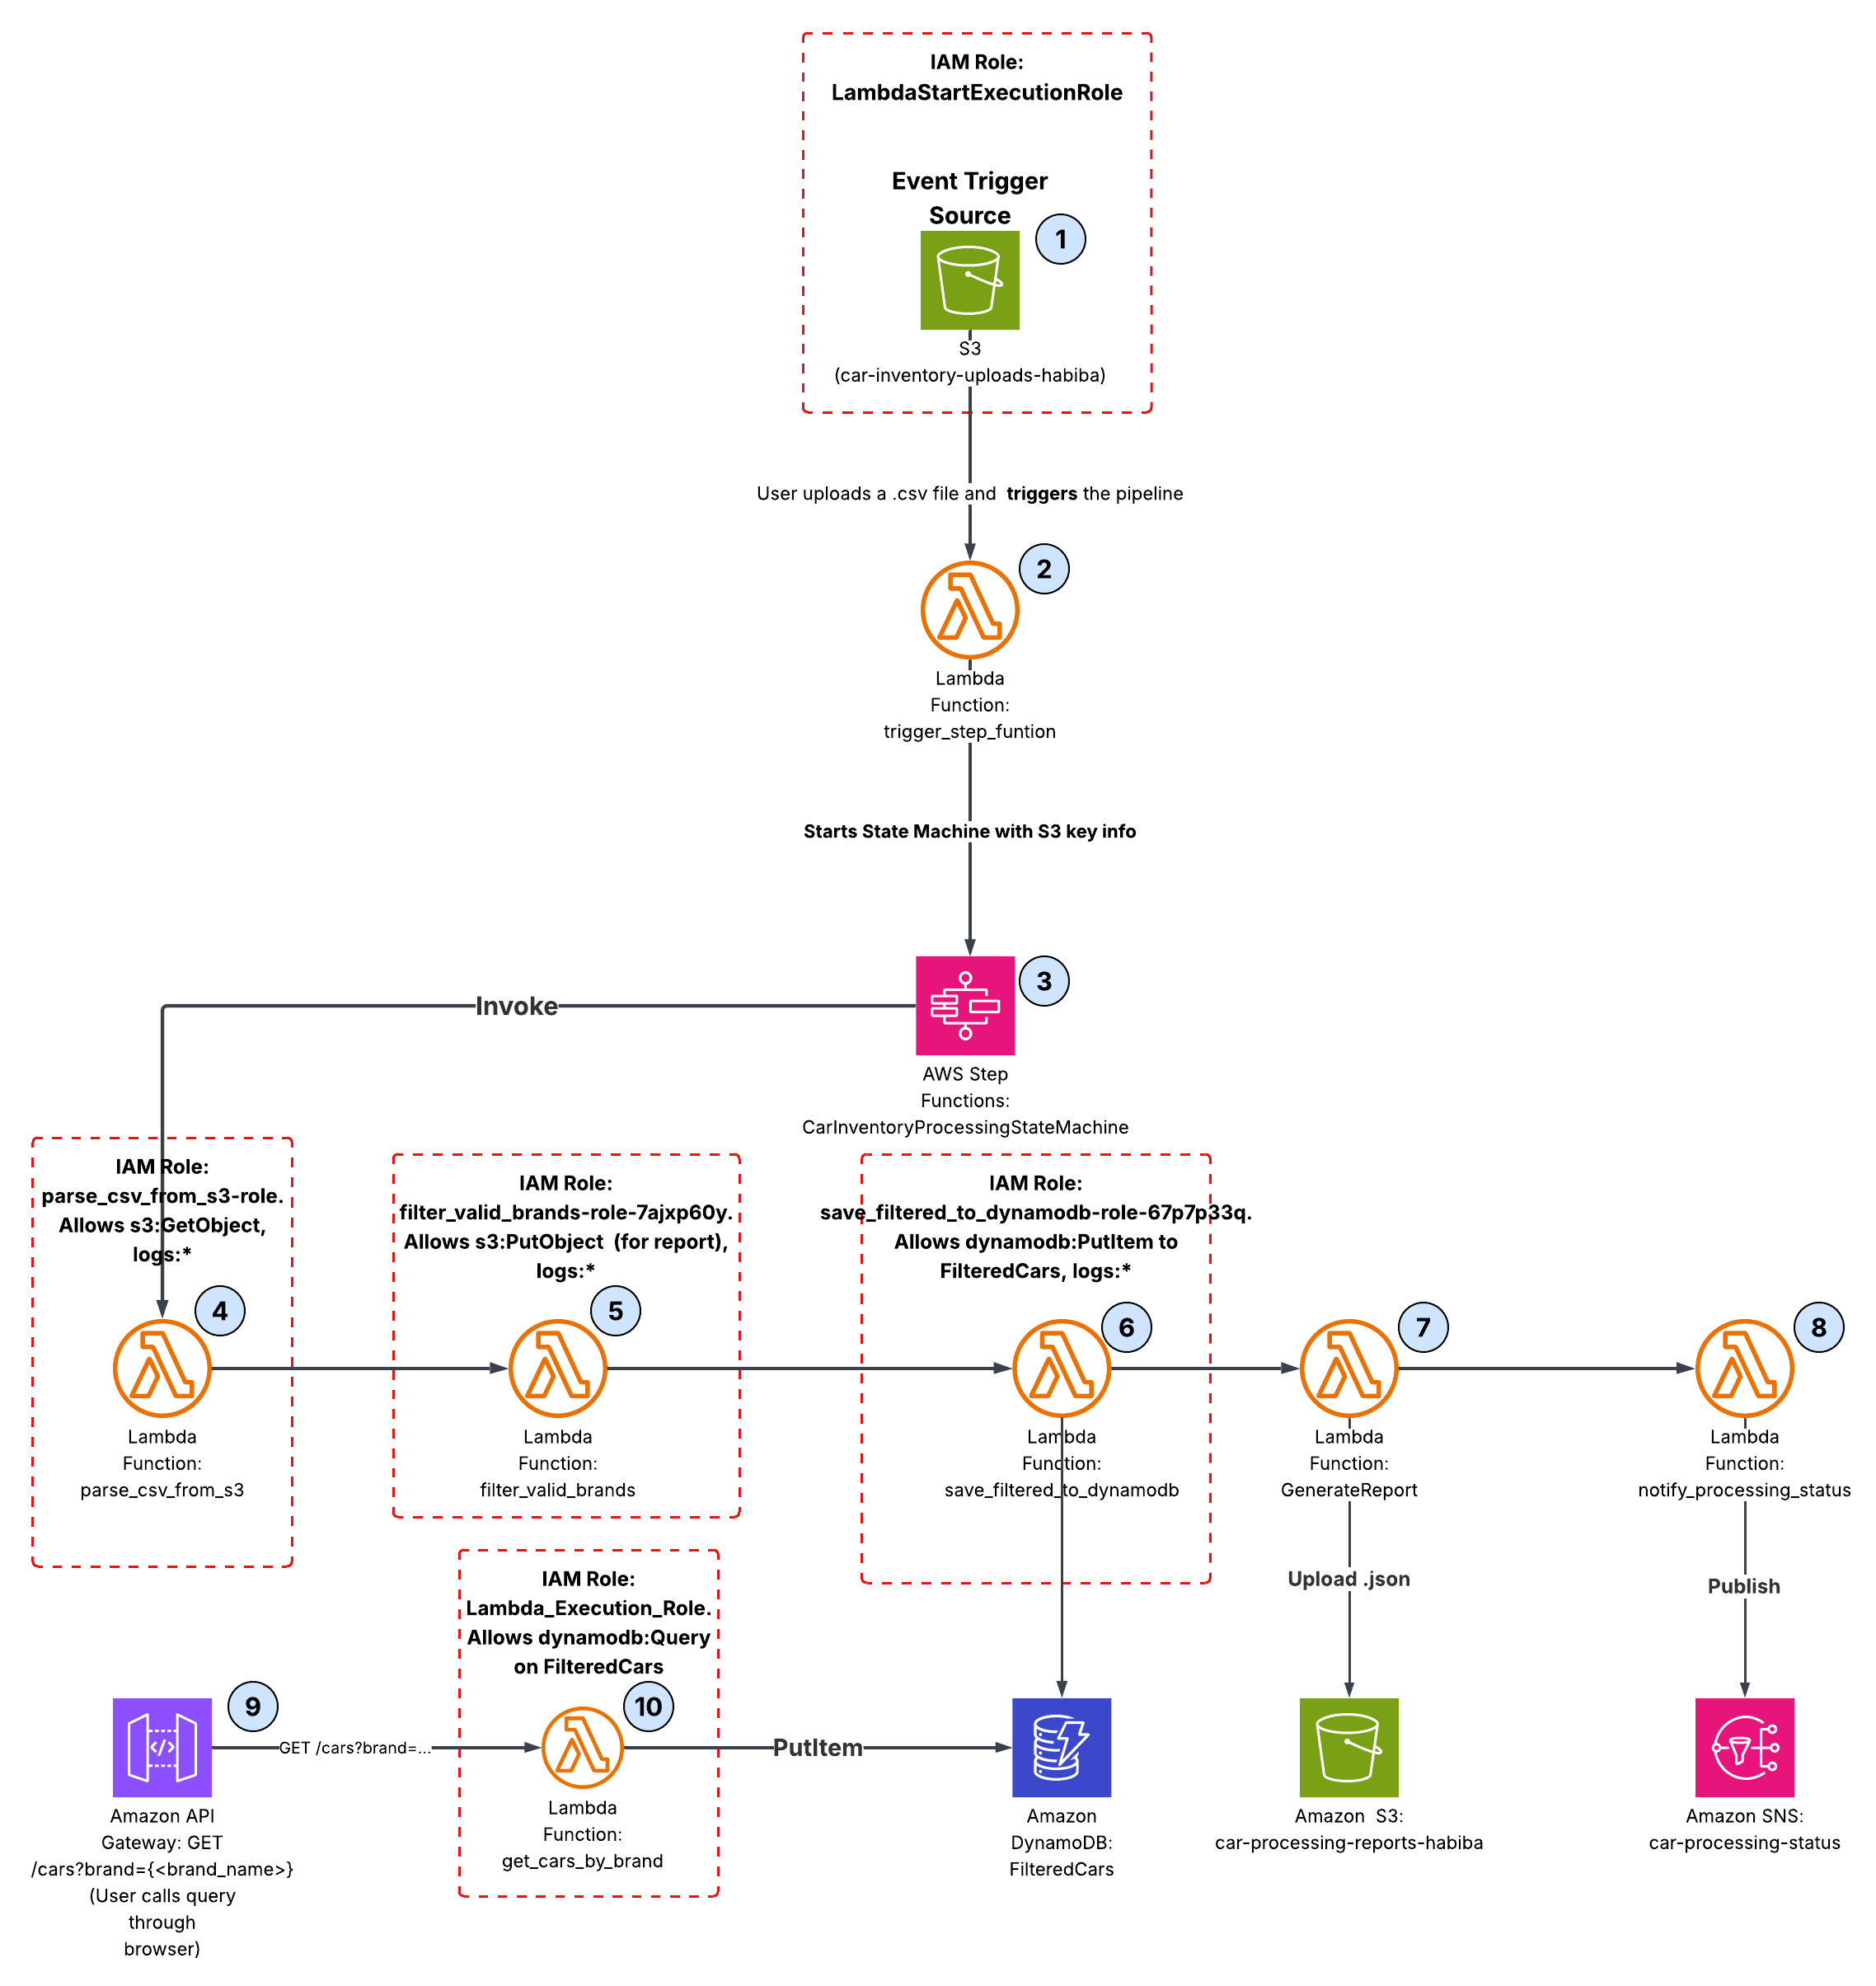 IAM Role:
LambdaStartExecutionRole
Event Trigger
Source
1
S3
(car-inventory-uploads-habiba)
User uploads a .csv file and  triggers the pipeline
2
Lambda
Function:
trigger_step_funtion
Starts State Machine with S3 key info
3
Invoke
AWS Step
Functions:
CarInventoryProcessingStateMachine
IAM Role:
parse_csv_from_s3-role.
Allows s3:GetObject,
logs:*
4
Lambda
Function:
parse_csv_from_s3
IAM Role:
filter_valid_brands-role-7ajxp60y.
Allows s3:PutObject  (for report),
logs:*
5
Lambda
Function:
filter_valid_brands
IAM Role:
save_filtered_to_dynamodb-role-67p7p33q.
Allows dynamodb:PutItem to
FilteredCars, logs:*
6
Lambda
Function:
save_filtered_to_dynamodb
7
Lambda
Function:
GenerateReport
8
Lambda
Function:
notify_processing_status
Upload .json
Publish
IAM Role:
Lambda_Execution_Role.
Allows dynamodb:Query
on FilteredCars
9
GET /cars?brand=...
10
PutItem
Amazon API
Gateway: GET
/cars?brand={<brand_name>}
(User calls query
through
browser)
Lambda
Function:
get_cars_by_brand
Amazon
DynamoDB:
FilteredCars
Amazon  S3:
car-processing-reports-habiba
Amazon SNS:
car-processing-status